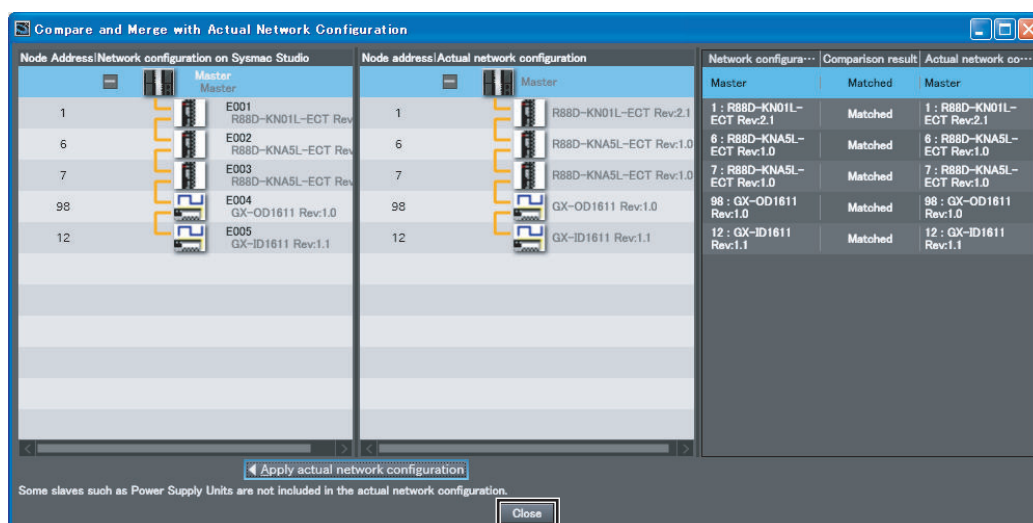 Compare and Merge with Actual Network Configuration
Node Address|Network configuration on Sysmac Studio
Master
Master
1
E001
R88D-KN01L-ECT Rev
6
E002
R88D-KNA5L-ECT Rev
7
E003
R88D-KNA5L-ECT Rev
98
E004
GX-OD1611 Rev:1.0
12
E005
GX-ID1611 Rev:1.1
Node address|Actual network configuration
Master
1
R88D-KN01L-ECT Rev:2.1
6
R88D-KNA5L-ECT Rev:1.0
7
R88D-KNA5L-ECT Rev:1.0
98
GX-OD1611 Rev:1.0
12
GX-ID1611 Rev:1.1
Network configura··· Comparison result Actual network co···
Master Matched Master
1 : R88D-KN01L-ECT Rev:2.1 Matched 1 : R88D-KN01L-ECT Rev:2.1
6 : R88D-KNA5L-ECT Rev:1.0 Matched 6 : R88D-KNA5L-ECT Rev:1.0
7 : R88D-KNA5L-ECT Rev:1.0 Matched 7 : R88D-KNA5L-ECT Rev:1.0
98 : GX-OD1611 Rev:1.0 Matched 98 : GX-OD1611 Rev:1.0
12 : GX-ID1611 Rev:1.1 Matched 12 : GX-ID1611 Rev:1.1
Apply actual network configuration
Some slaves such as Power Supply Units are not included in the actual network configuration.
Close